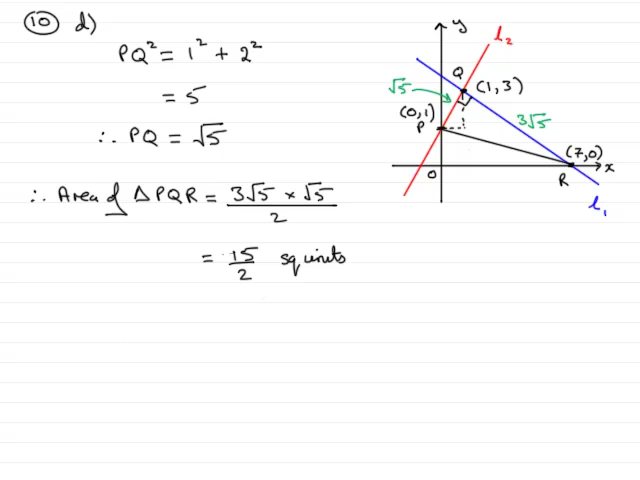 10 d)
PQ² = 1² + 2²
= 5
∴ PQ = √5
∴ Area of Δ PQR = 3√5 × √5 / 2
= 15/2 sq units
y
l₂
Q
√5
(1, 3)
(0, 1)
P
3√5
(7, 0)
O
R
x
l₁